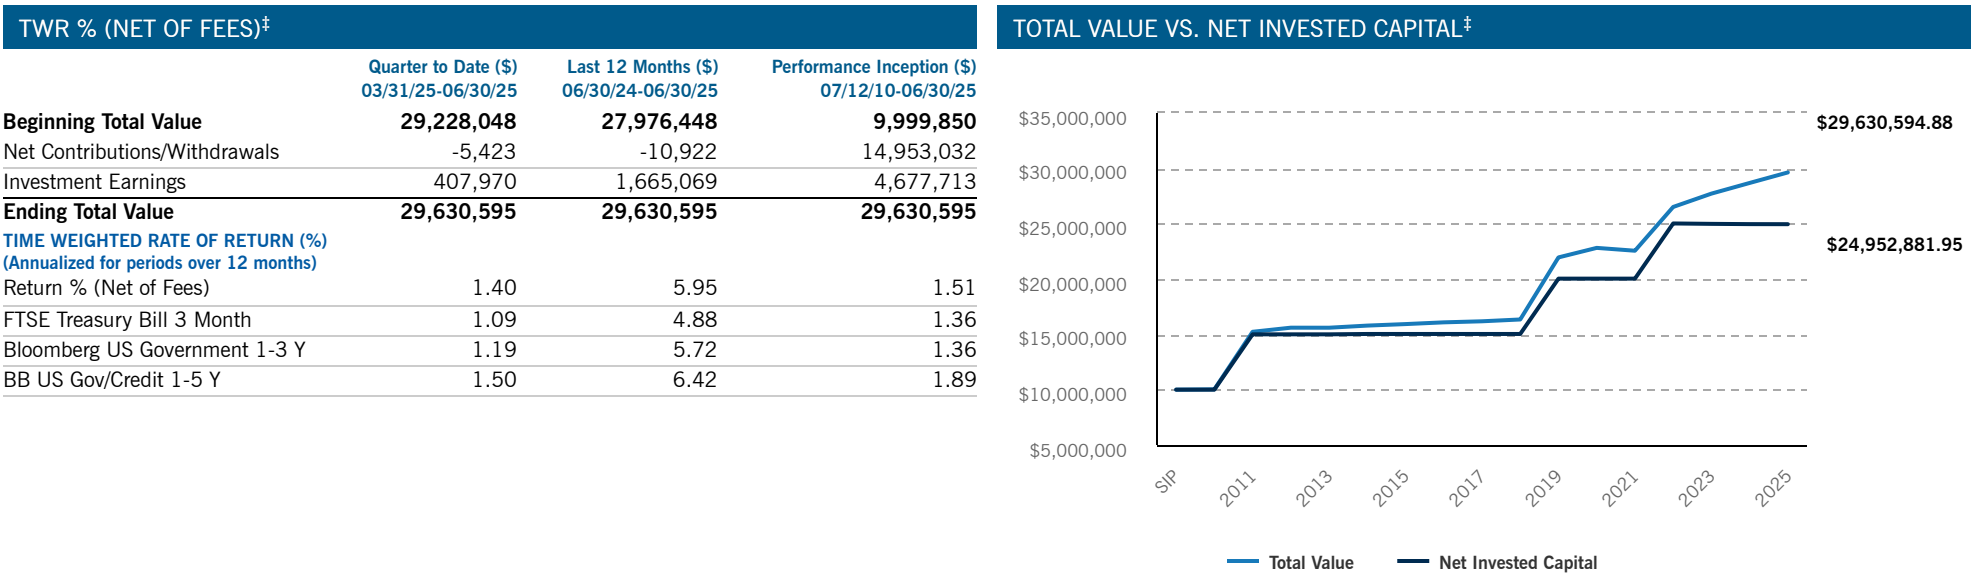 TWR % (NET OF FEES)‡
Quarter to Date ($) Last 12 Months ($) Performance Inception ($)
03/31/25-06/30/25 06/30/24-06/30/25 07/12/10-06/30/25
Beginning Total Value 29,228,048 27,976,448 9,999,850
Net Contributions/Withdrawals -5,423 -10,922 14,953,032
Investment Earnings 407,970 1,665,069 4,677,713
Ending Total Value 29,630,595 29,630,595 29,630,595
TIME WEIGHTED RATE OF RETURN (%)
(Annualized for periods over 12 months)
Return % (Net of Fees) 1.40 5.95 1.51
FTSE Treasury Bill 3 Month 1.09 4.88 1.36
Bloomberg US Government 1-3 Y 1.19 5.72 1.36
BB US Gov/Credit 1-5 Y 1.50 6.42 1.89
TOTAL VALUE VS. NET INVESTED CAPITAL‡
$35,000,000
$29,630,594.88
$30,000,000
$25,000,000
$24,952,881.95
$20,000,000
$15,000,000
$10,000,000
$5,000,000
SIP 2011 2013 2015 2017 2019 2021 2023 2025
Total Value Net Invested Capital